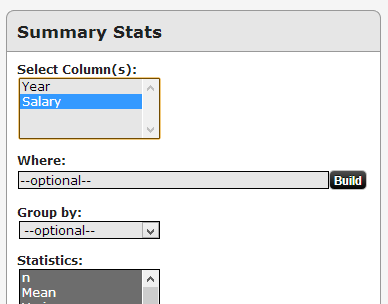 Summary Stats
Select Column(s):
Year
Salary
Where:
--optional-- Build
Group by:
--optional--
Statistics:
n
Mean